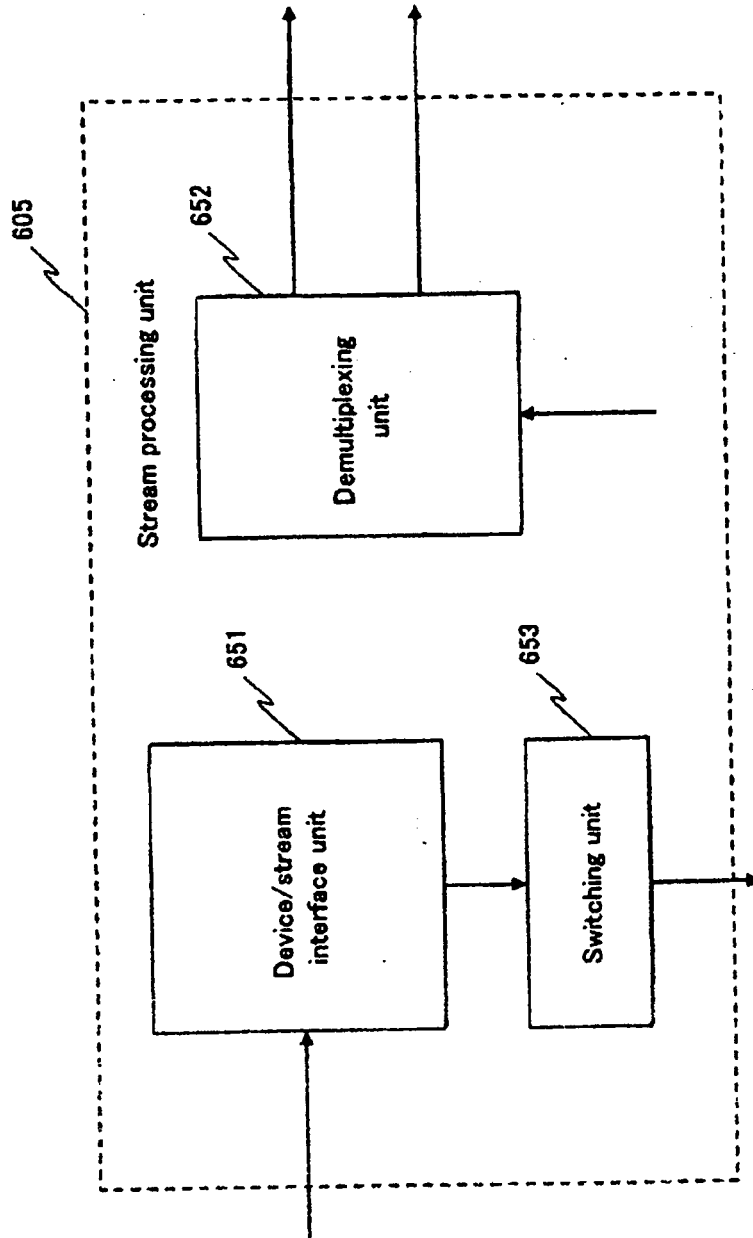 605
Stream processing unit
652
Demultiplexing
unit
651
Device/stream
interface unit
653
Switching unit